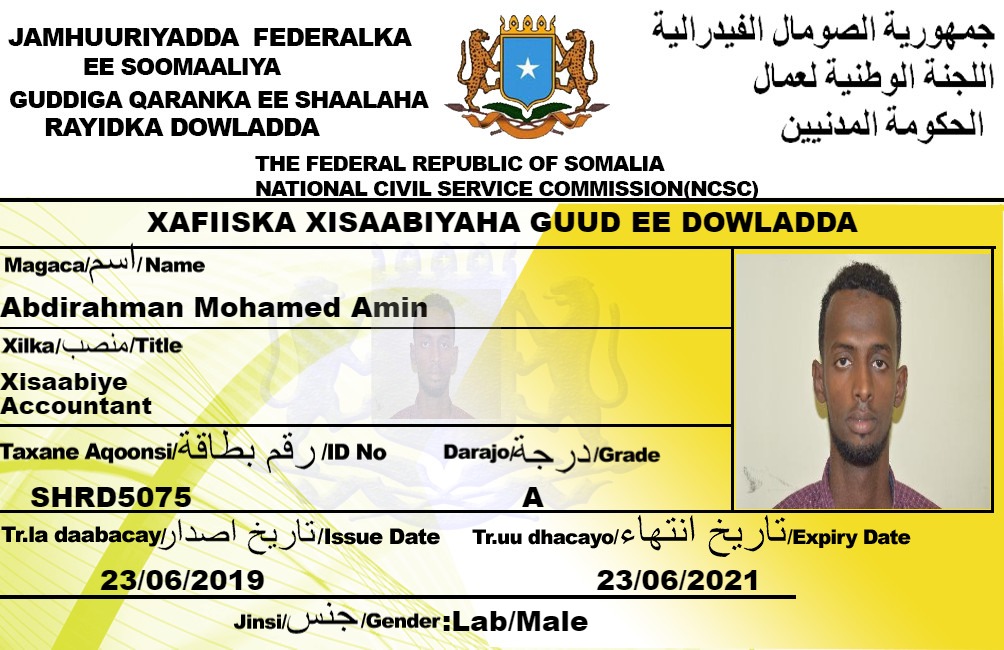 JAMHUURIYADDA FEDERALKA
EE SOOMAALIYA
GUDDIGA QARANKA EE SHAALAHA
RAYIDKA DOWLADDA
جمهورية الصومال الفيدرالية
اللجنة الوطنية لعمال
الحكومة المدنيين
THE FEDERAL REPUBLIC OF SOMALIA
NATIONAL CIVIL SERVICE COMMISSION(NCSC)
XAFIISKA XISAABIYAHA GUUD EE DOWLADDA
Magaca/اسم/Name
Abdirahman Mohamed Amin
Xilka/منصب/Title
Xisaabiye
Accountant
Taxane Aqoonsi/رقم بطاقة/ID No
Darajo/درجة/Grade
SHRD5075
A
Tr.la daabacay/تاريخ اصدار/Issue Date
Tr.uu dhacayo/تاريخ انتهاء/Expiry Date
23/06/2019
23/06/2021
Jinsi/جنس/Gender:Lab/Male